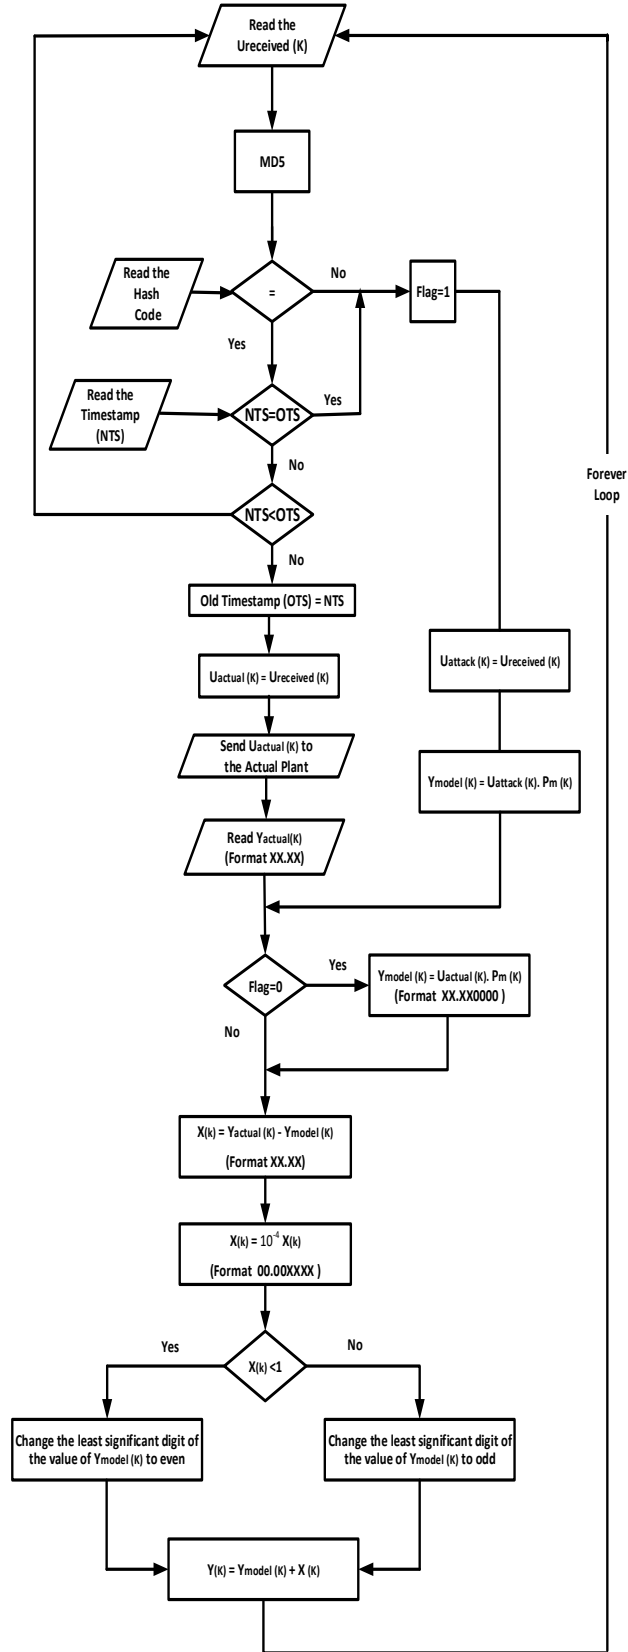 Read the
Ureceived (K)
MD5
Read the
Hash
Code
=
No
Flag=1
Yes
Read the
Timestamp
(NTS)
NTS=OTS
Yes
No
Forever
Loop
NTS<OTS
No
Old Timestamp (OTS) = NTS
Uactual (K) = Ureceived (K)
Uattack (K) = Ureceived (K)
Send Uactual (K) to
the Actual Plant
Ymodel (K) = Uattack (K). Pm (K)
Read Yactual(K)
(Format XX.XX)
Flag=0
Yes
Ymodel (K) = Uactual (K). Pm (K)
(Format XX.XX0000 )
No
X(k) = Yactual (K) - Ymodel (K)
(Format XX.XX)
X(k) = 10⁻⁴ X(k)
(Format 00.00XXXX )
Yes
No
X(k) <1
Change the least significant digit of
the value of Ymodel (K) to even
Change the least significant digit of
the value of Ymodel (K) to odd
Y(K) = Ymodel (K) + X (K)